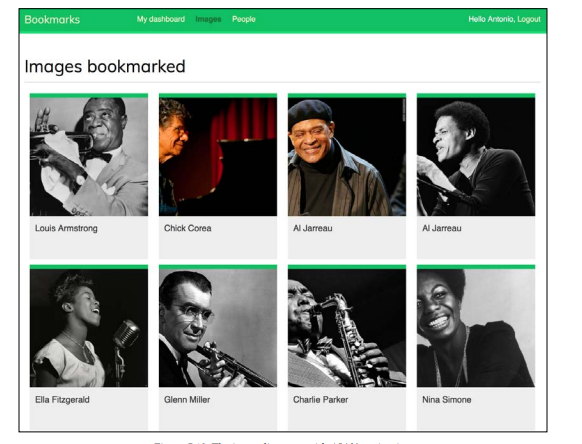 Bookmarks My dashboard Images People Hello Antonio, Logout
Images bookmarked
Louis Armstrong Chick Corea Al Jarreau Al Jarreau
Ella Fitzgerald Glenn Miller Charlie Parker Nina Simone